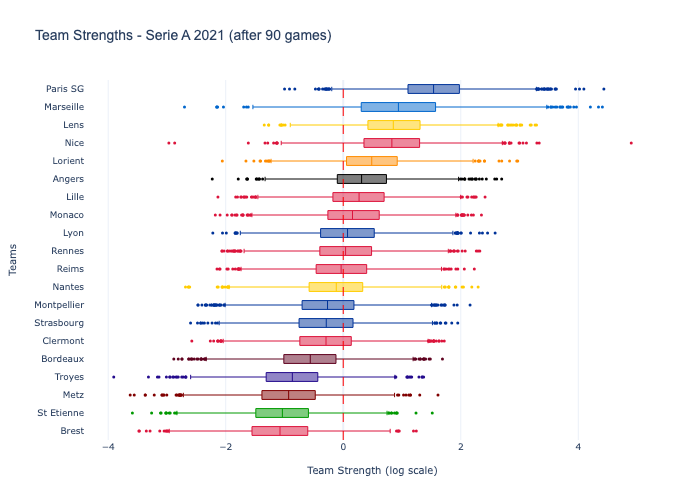 Team Strengths - Serie A 2021 (after 90 games)
Paris SG
Marseille
Lens
Nice
Lorient
Angers
Lille
Monaco
Lyon
Rennes
Reims
Nantes
Montpellier
Strasbourg
Clermont
Bordeaux
Troyes
Metz
St Etienne
Brest
Teams
−4 −2 0 2 4
Team Strength (log scale)